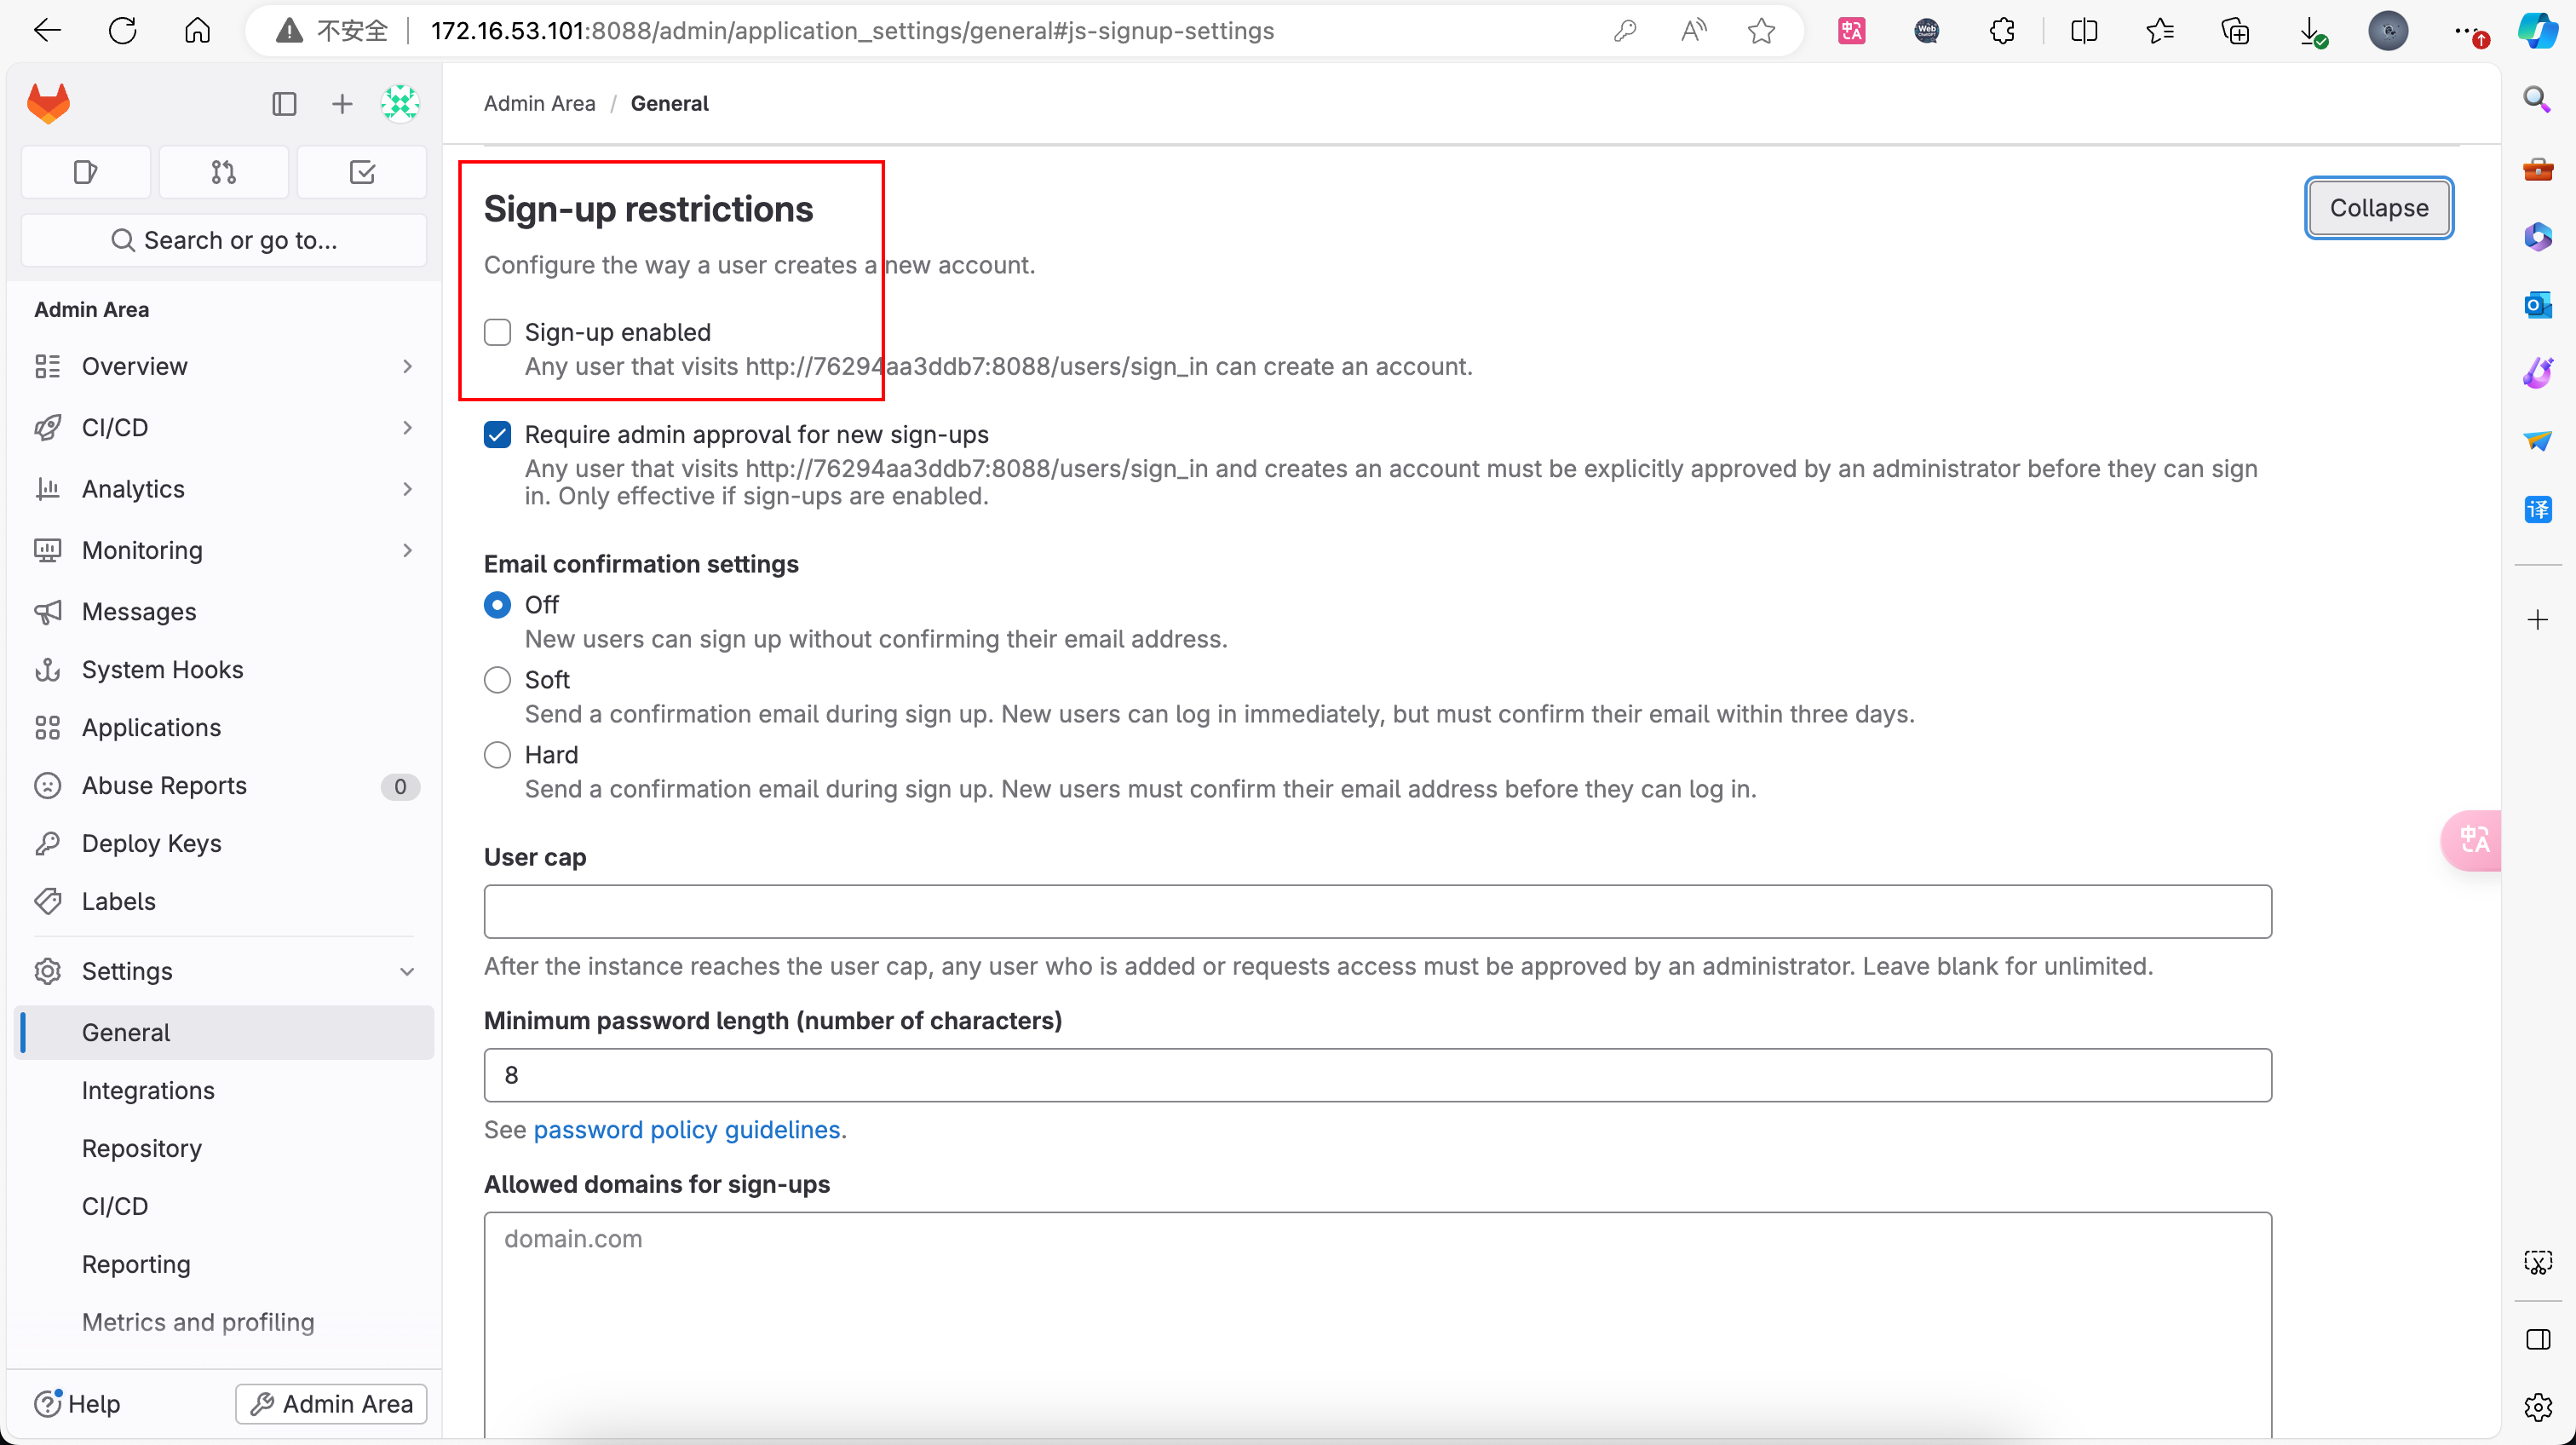 不安全
172.16.53.101:8088/admin/application_settings/general#js-signup-settings
Admin Area / General
Search or go to...
Admin Area
Overview
CI/CD
Analytics
Monitoring
Messages
System Hooks
Applications
Abuse Reports 0
Deploy Keys
Labels
Settings
General
Integrations
Repository
CI/CD
Reporting
Metrics and profiling
Help
Admin Area
Sign-up restrictions
Collapse
Configure the way a user creates a new account.
Sign-up enabled
Any user that visits http://76294aa3ddb7:8088/users/sign_in can create an account.
Require admin approval for new sign-ups
Any user that visits http://76294aa3ddb7:8088/users/sign_in and creates an account must be explicitly approved by an administrator before they can sign
in. Only effective if sign-ups are enabled.
Email confirmation settings
Off
New users can sign up without confirming their email address.
Soft
Send a confirmation email during sign up. New users can log in immediately, but must confirm their email within three days.
Hard
Send a confirmation email during sign up. New users must confirm their email address before they can log in.
User cap
After the instance reaches the user cap, any user who is added or requests access must be approved by an administrator. Leave blank for unlimited.
Minimum password length (number of characters)
8
See password policy guidelines.
Allowed domains for sign-ups
domain.com
译
中A